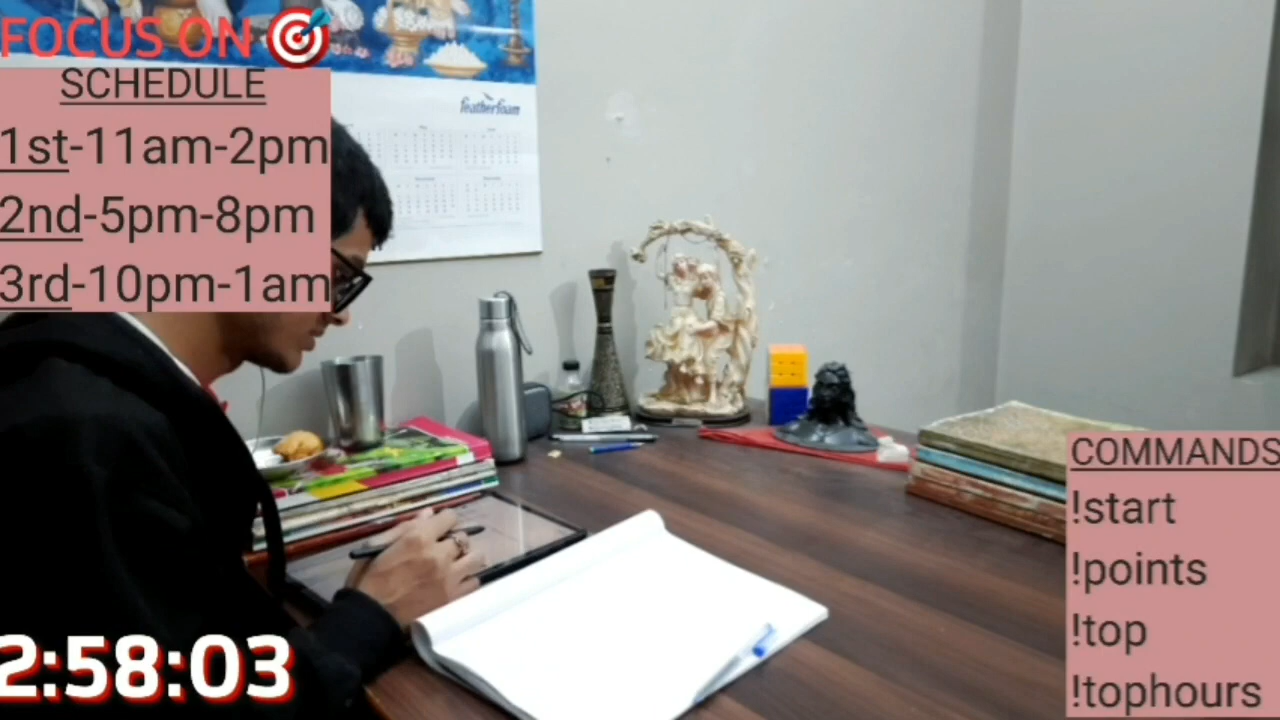 FOCUS ON
SCHEDULE
1st-11am-2pm
2nd-5pm-8pm
3rd-10pm-1am
featherfoam
COMMANDS
!start
!points
!top
!tophours
2:58:03